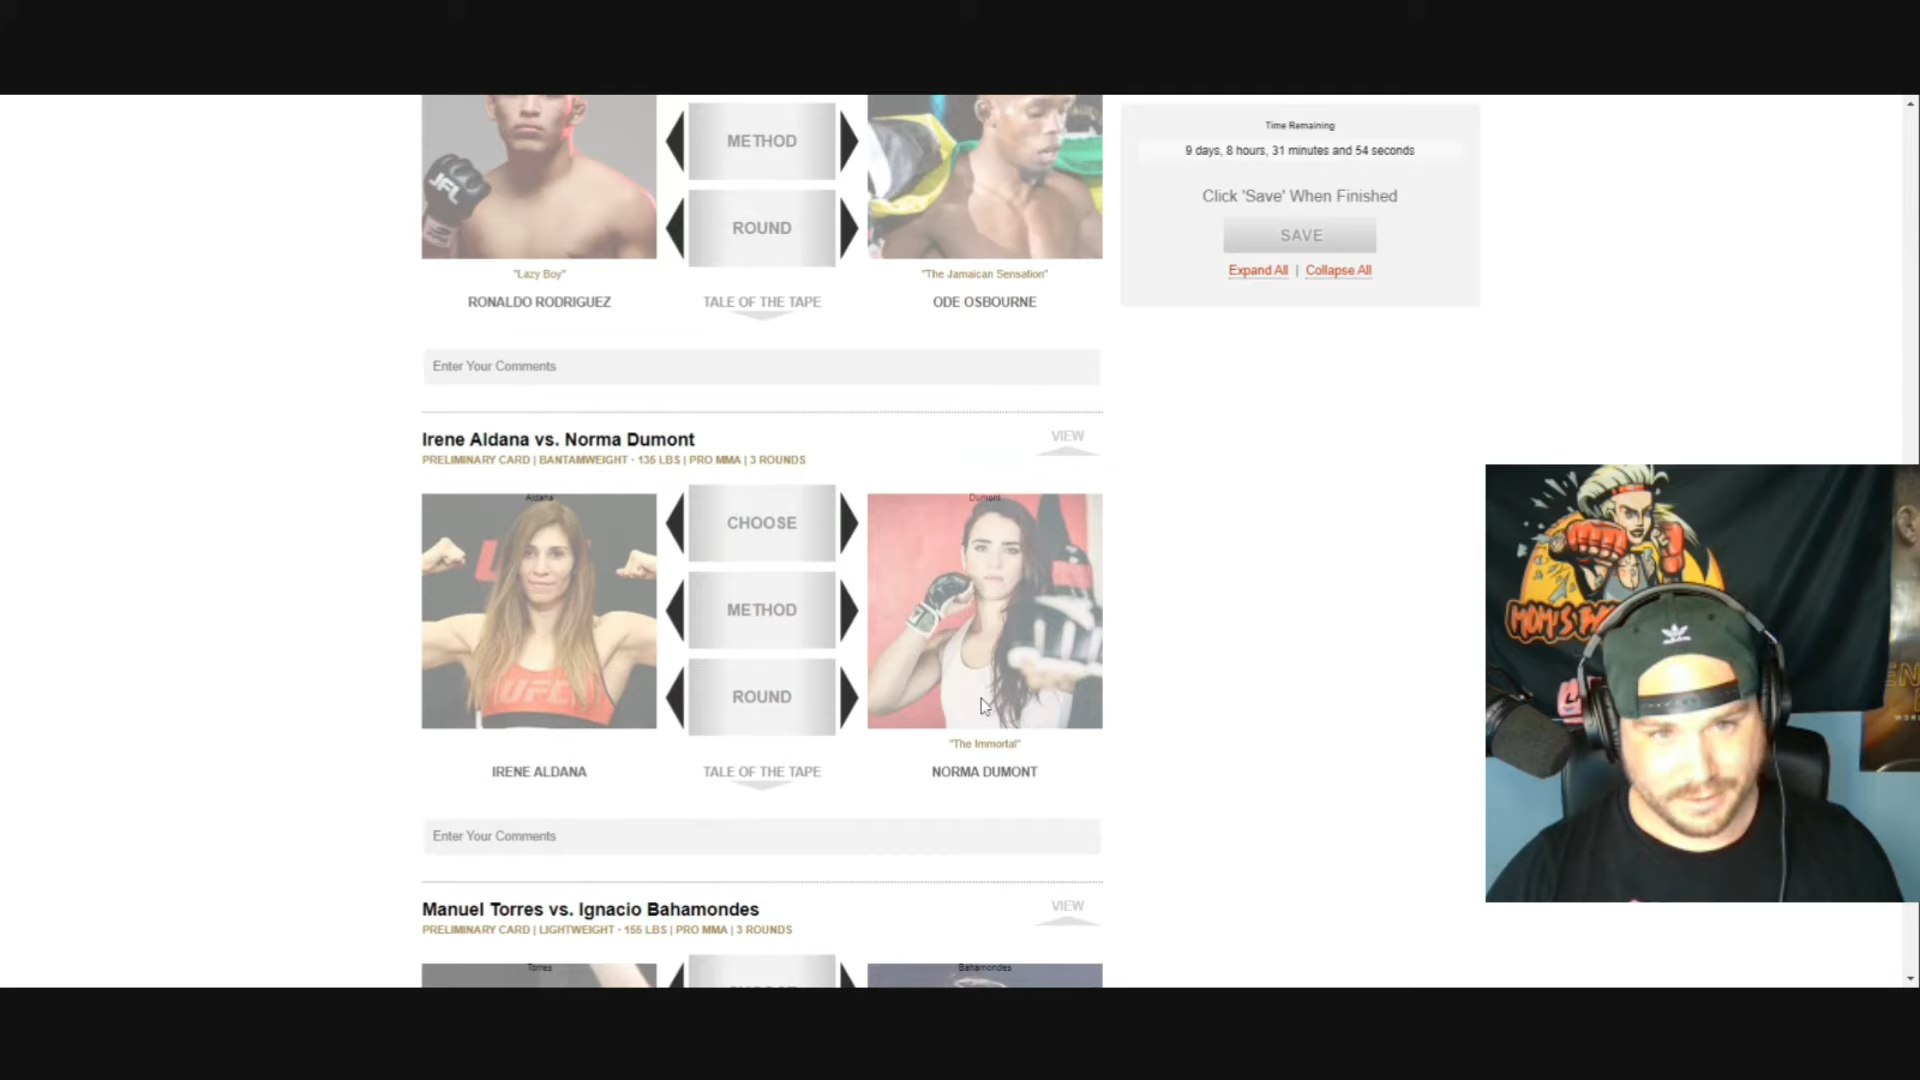 Time Remaining
9 days, 8 hours, 31 minutes and 54 seconds
Click 'Save' When Finished
SAVE
Expand All | Collapse All
METHOD
ROUND
"Lazy Boy"
"The Jamaican Sensation"
RONALDO RODRIGUEZ
TALE OF THE TAPE
ODE OSBOURNE
Enter Your Comments
Irene Aldana vs. Norma Dumont
VIEW
PRELIMINARY CARD | BANTAMWEIGHT · 135 LBS | PRO MMA | 3 ROUNDS
Aldana
Dumont
CHOOSE
METHOD
ROUND
UFC
"The Immortal"
IRENE ALDANA
TALE OF THE TAPE
NORMA DUMONT
Enter Your Comments
Manuel Torres vs. Ignacio Bahamondes
VIEW
PRELIMINARY CARD | LIGHTWEIGHT · 155 LBS | PRO MMA | 3 ROUNDS
Torres
Bahamondes
MOM'S